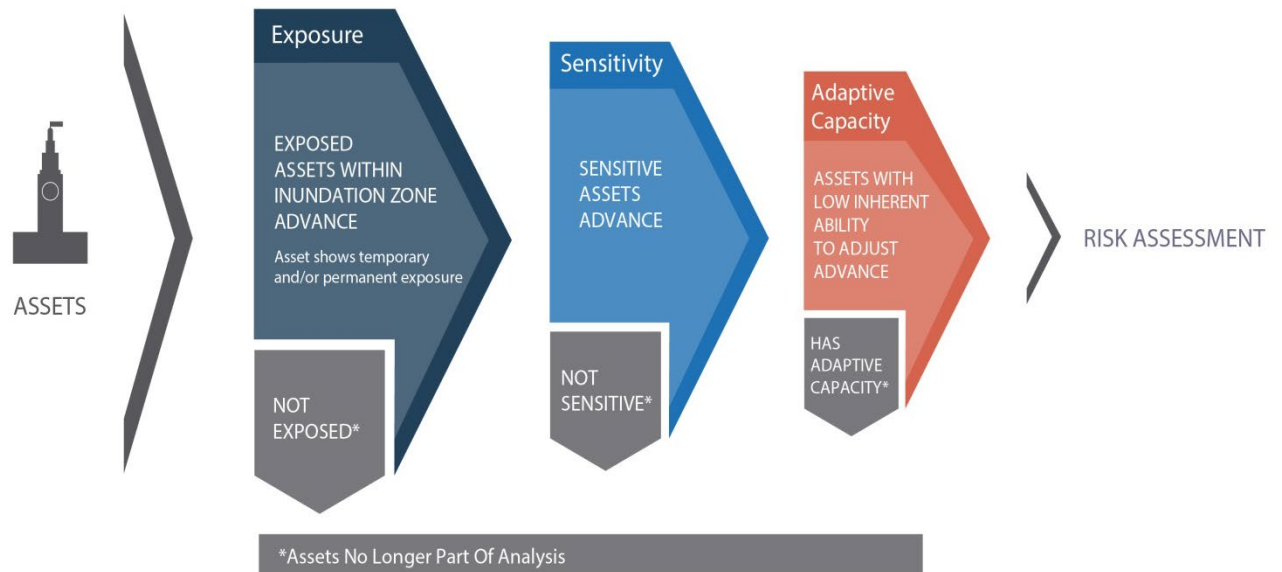 ASSETS
Exposure
EXPOSED
ASSETS WITHIN
INUNDATION ZONE
ADVANCE
Asset shows temporary
and/or permanent exposure
NOT
EXPOSED*
Sensitivity
SENSITIVE
ASSETS
ADVANCE
NOT
SENSITIVE*
Adaptive
Capacity
ASSETS WITH
LOW INHERENT
ABILITY
TO ADJUST
ADVANCE
HAS
ADAPTIVE
CAPACITY*
RISK ASSESSMENT
*Assets No Longer Part Of Analysis